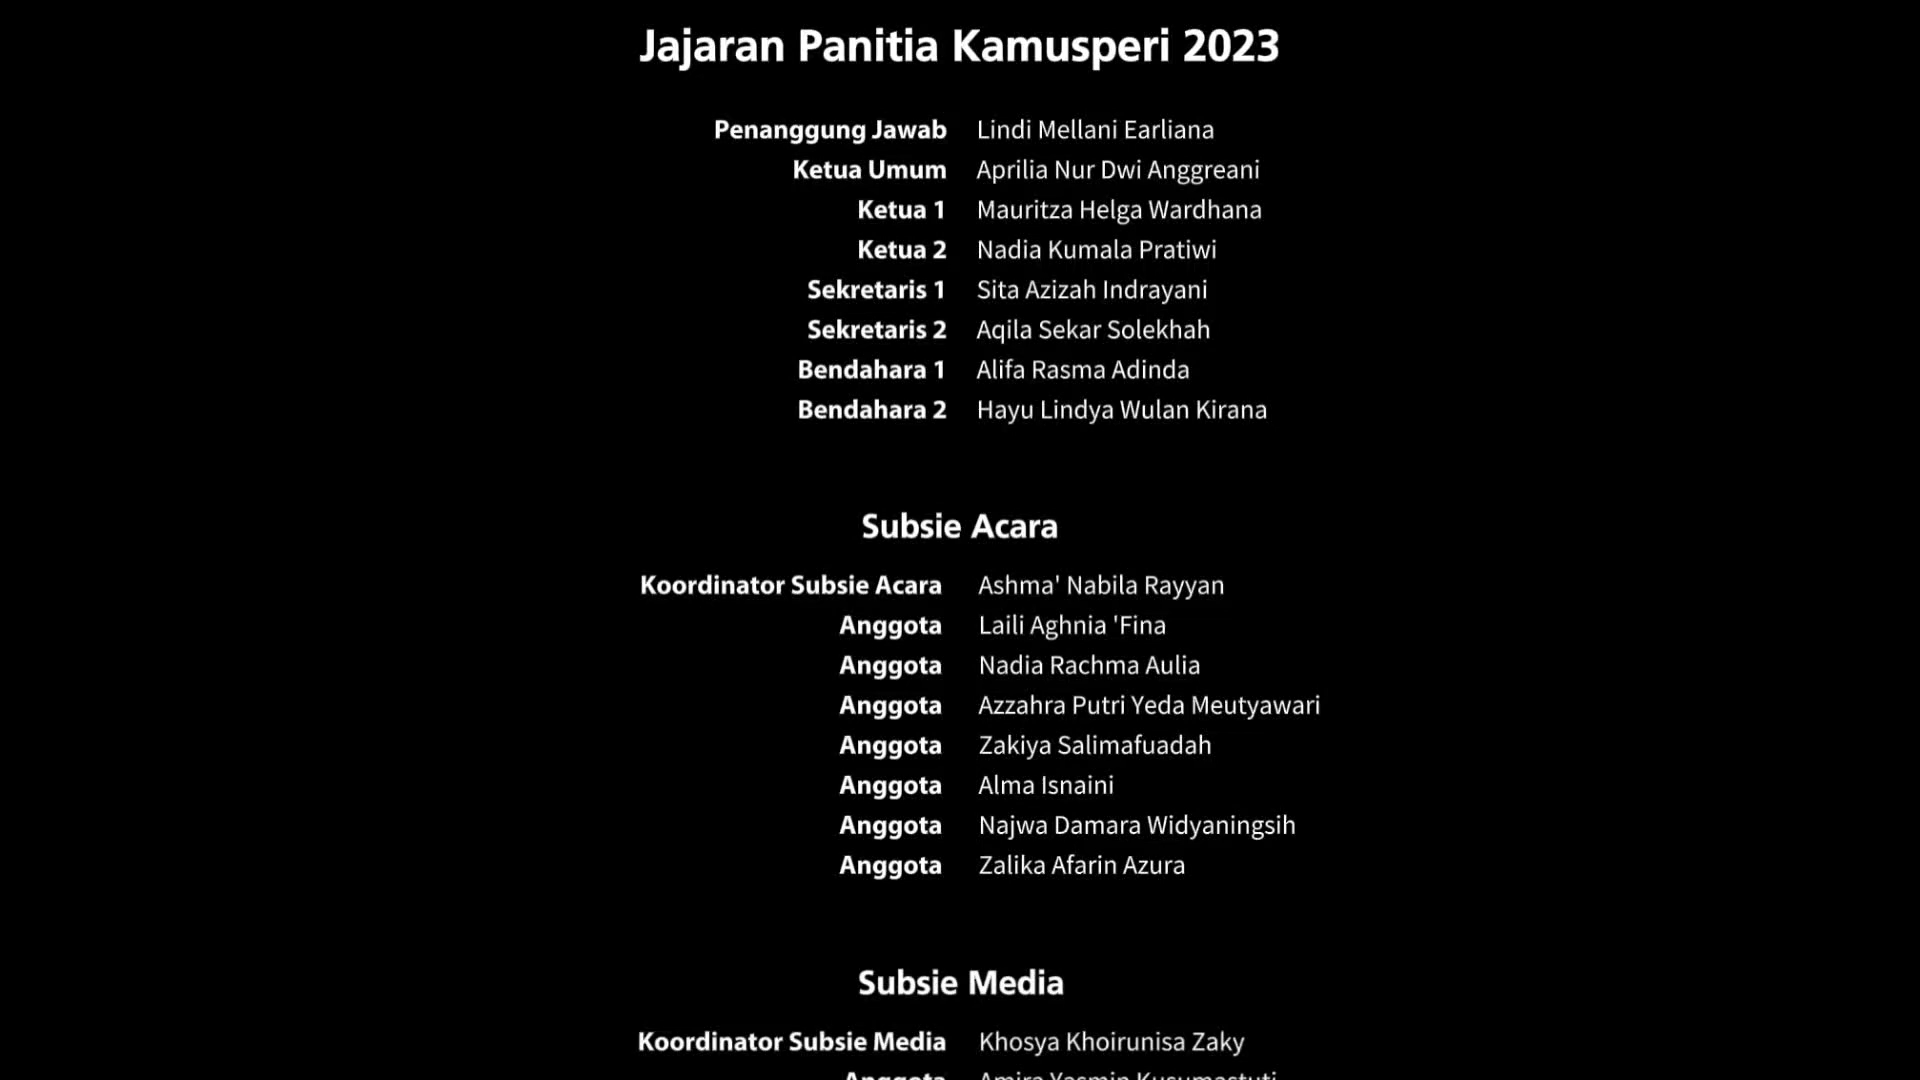 Jajaran Panitia Kamusperi 2023
Penanggung Jawab Lindi Mellani Earliana
Ketua Umum Aprilia Nur Dwi Anggreani
Ketua 1 Mauritza Helga Wardhana
Ketua 2 Nadia Kumala Pratiwi
Sekretaris 1 Sita Azizah Indrayani
Sekretaris 2 Aqila Sekar Solekhah
Bendahara 1 Alifa Rasma Adinda
Bendahara 2 Hayu Lindya Wulan Kirana
Subsie Acara
Koordinator Subsie Acara Ashma' Nabila Rayyan
Anggota Laili Aghnia 'Fina
Anggota Nadia Rachma Aulia
Anggota Azzahra Putri Yeda Meutyawari
Anggota Zakiya Salimafuadah
Anggota Alma Isnaini
Anggota Najwa Damara Widyaningsih
Anggota Zalika Afarin Azura
Subsie Media
Koordinator Subsie Media Khosya Khoirunisa Zaky
Anggota Amira Yasmin Kusumastuti